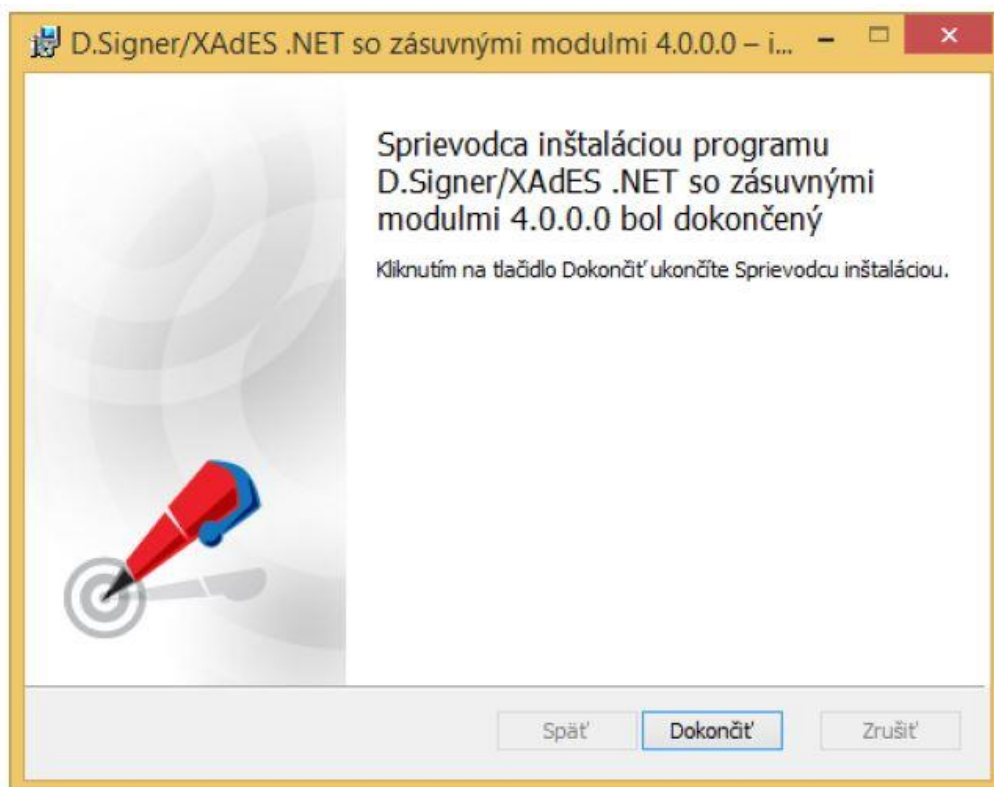 D.Signer/XAdES .NET so zásuvnými modulmi 4.0.0.0 – i...
Sprievodca inštaláciou programu
D.Signer/XAdES .NET so zásuvnými
modulmi 4.0.0.0 bol dokončený
Kliknutím na tlačidlo Dokončiť ukončíte Sprievodcu inštaláciou.
Späť Dokončiť Zrušiť